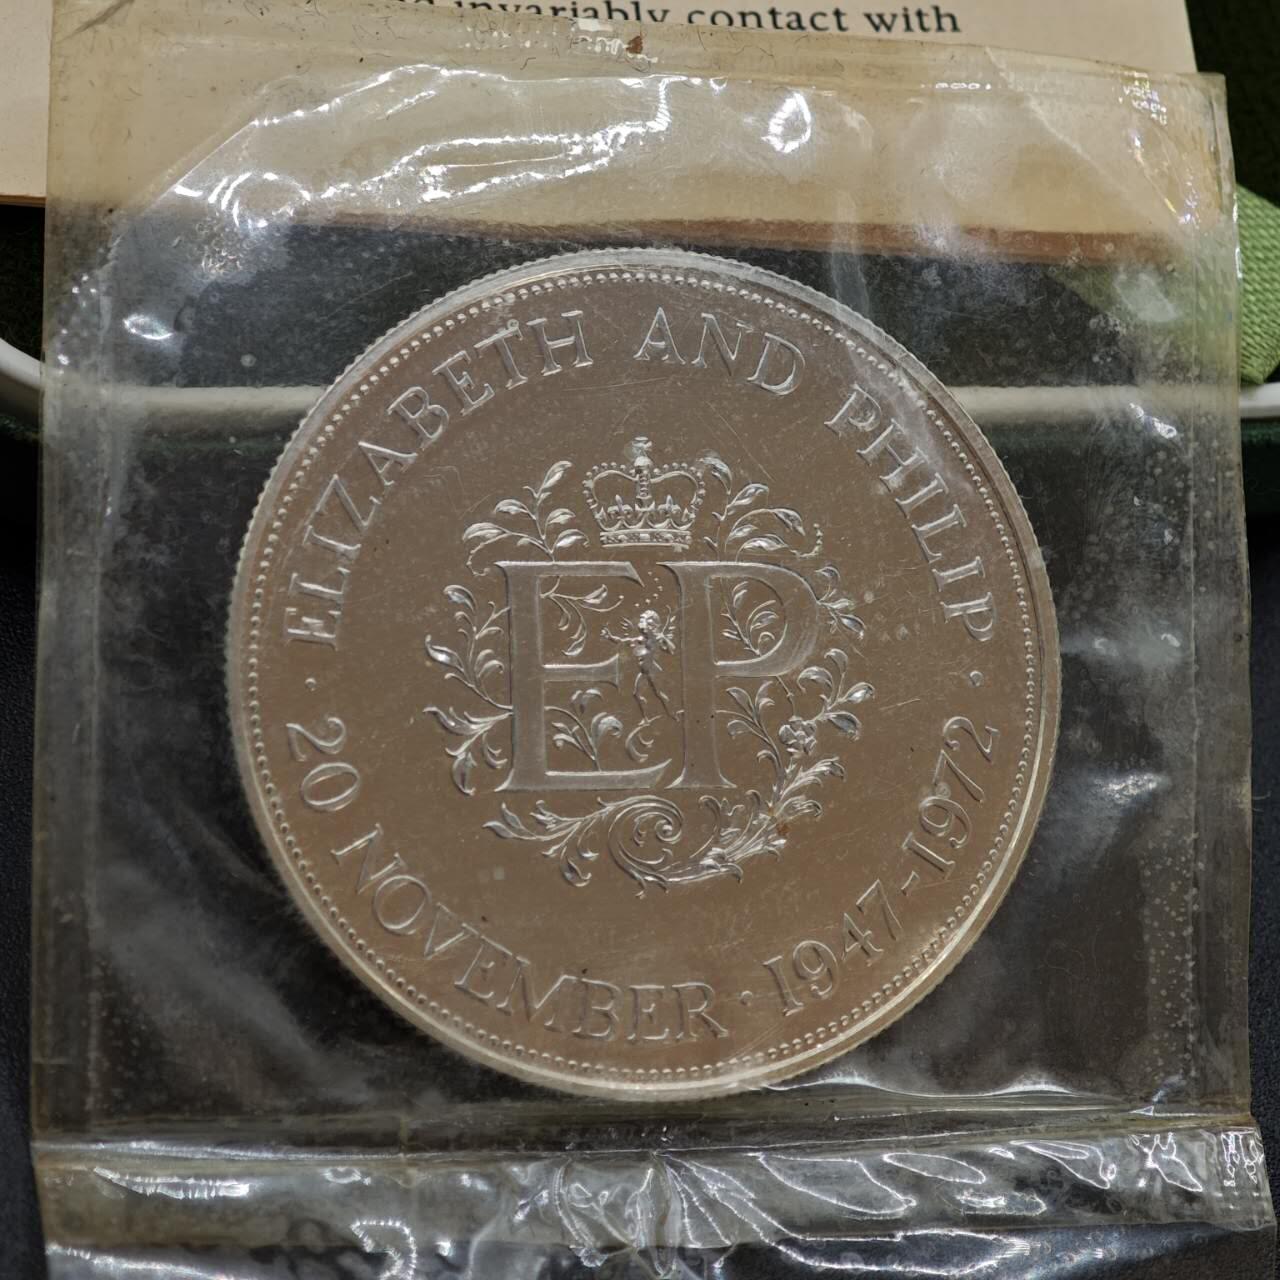 invariably contact with
ELIZABETH AND PHILIP
· 20 NOVEMBER · 1947-1972 ·
EP